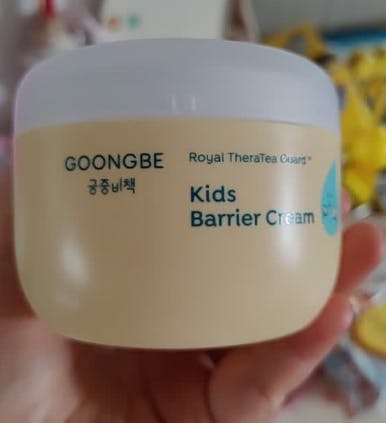 GOONGBE
궁중비책
Royal TheraTea Guard™
Kids
Barrier Cream